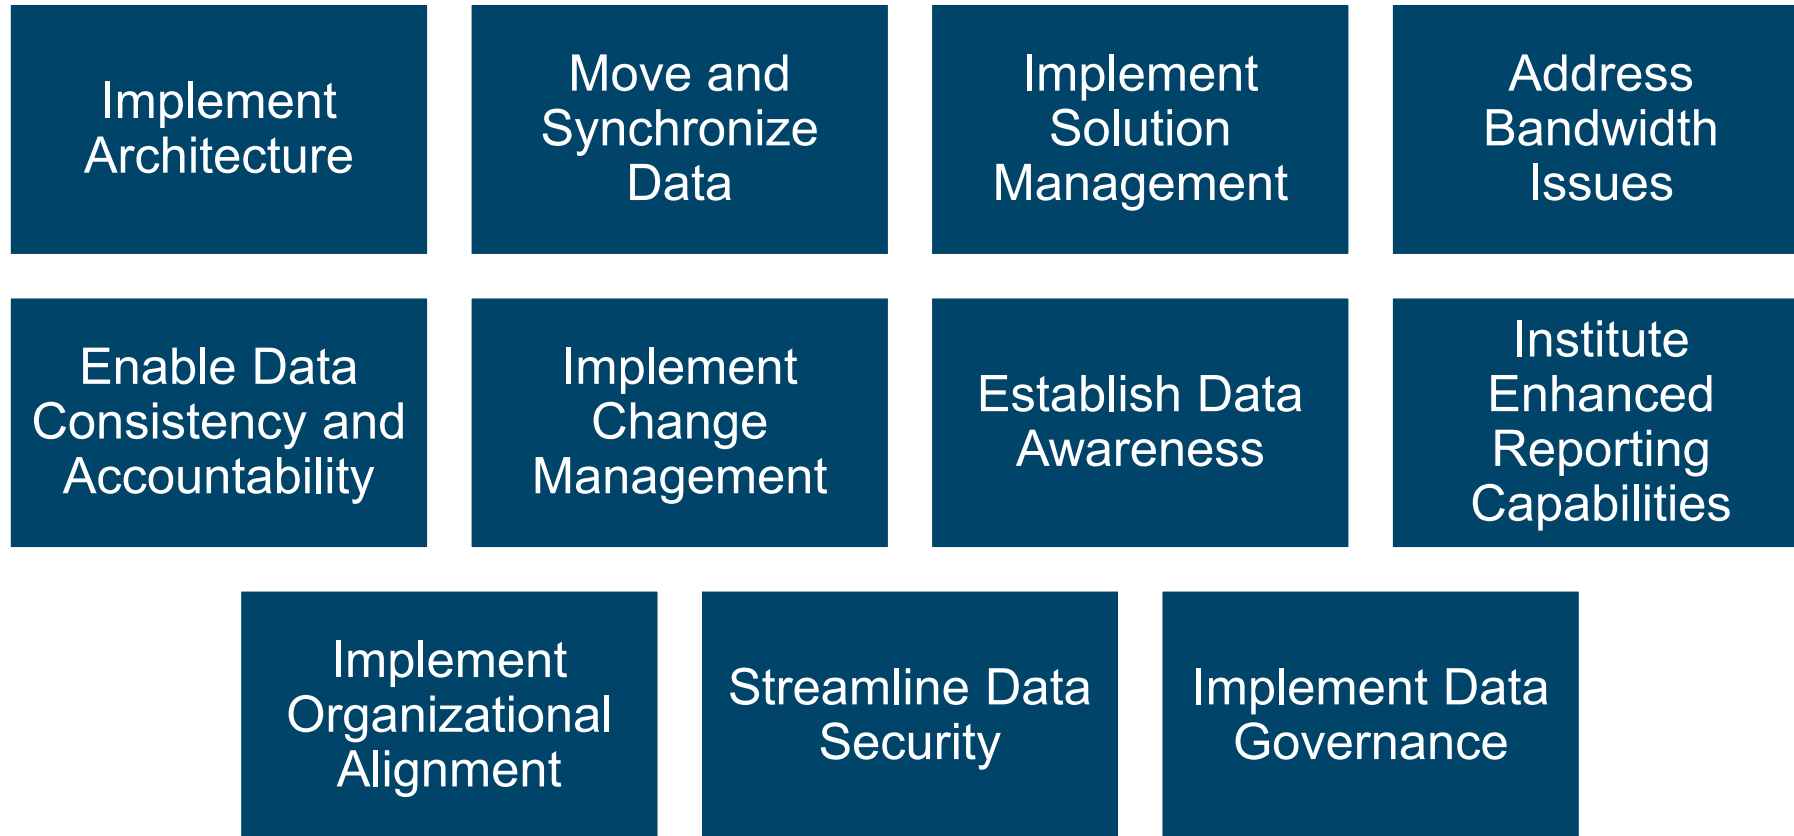 Implement
Architecture
Move and
Synchronize
Data
Implement
Solution
Management
Address
Bandwidth
Issues
Enable Data
Consistency and
Accountability
Implement
Change
Management
Establish Data
Awareness
Institute
Enhanced
Reporting
Capabilities
Implement
Organizational
Alignment
Streamline Data
Security
Implement Data
Governance